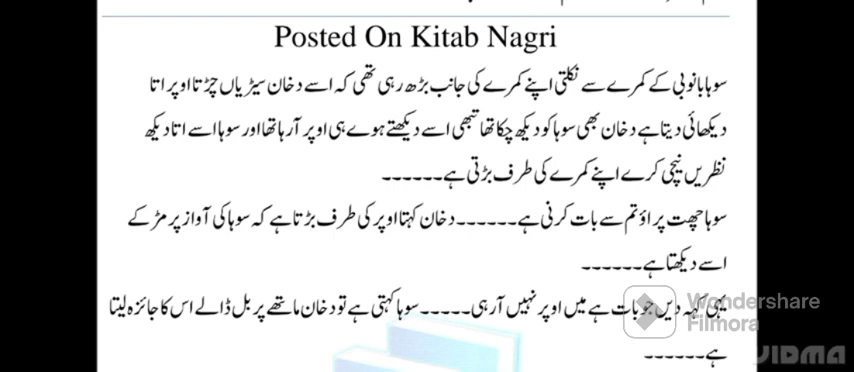 Posted On Kitab Nagri
سوہا بانو بی کے کمرے سے نکلتی اپنے کمرے کی جانب بڑھ رہی تھی کہ اسے دخان سیڑیاں چڑتا اوپر اتا
دیکھائی دیتا ہے دخان بھی سوہا کو دیکھ چکا تھا تبھی اسے دیکھتے ہوے ہی اوپر آرہا تھا اور سوہا اسے اتا دیکھ
نظریں نیچی کرے اپنے کمرے کی طرف بڑتی ہے۔۔۔۔۔۔
سوہا چھت پر اؤ تم سے بات کرنی ہے۔۔۔۔۔۔ دخان کہتا اوپر کی طرف بڑتا ہے کہ سوہا کی آواز پر مڑ کے
اسے دیکھتا ہے۔۔۔۔۔۔
یہی کہہ دیں جو بات ہے میں اوپر نہیں آرہی۔۔۔۔۔ سوہا کہتی ہے تو دخان ماتھے پر بل ڈالے اس کا جائزہ لیتا
ہے۔۔۔۔۔۔
Wondershare
Filmora
VIDMA